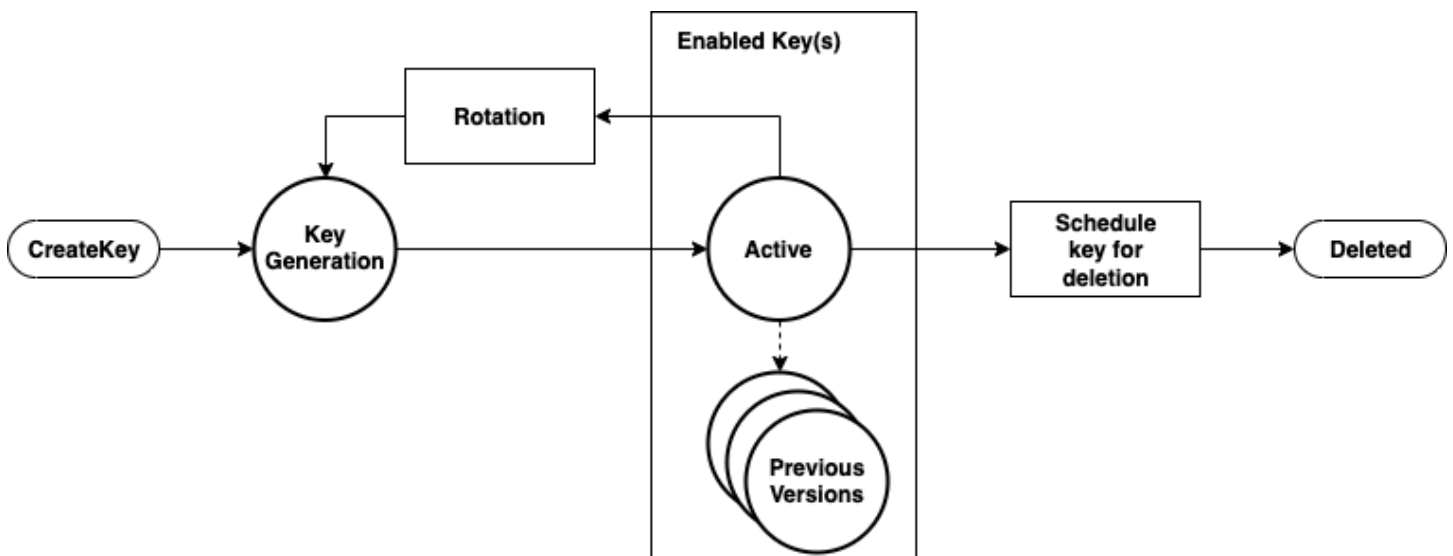 Enabled Key(s)
Rotation
CreateKey
Key
Generation
Active
Schedule
key for
deletion
Deleted
Previous
Versions